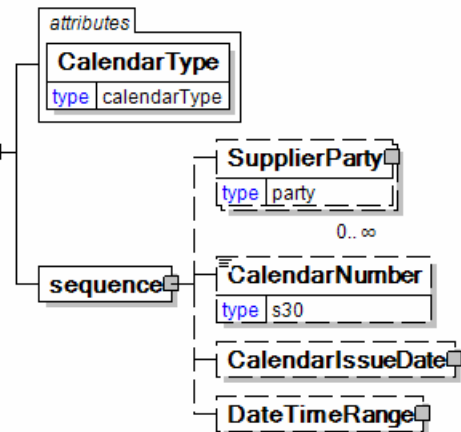 attributes
CalendarType
type calendarType
SupplierParty
type party
0.. ∞
sequence
CalendarNumber
type s30
CalendarIssueDate
DateTimeRange